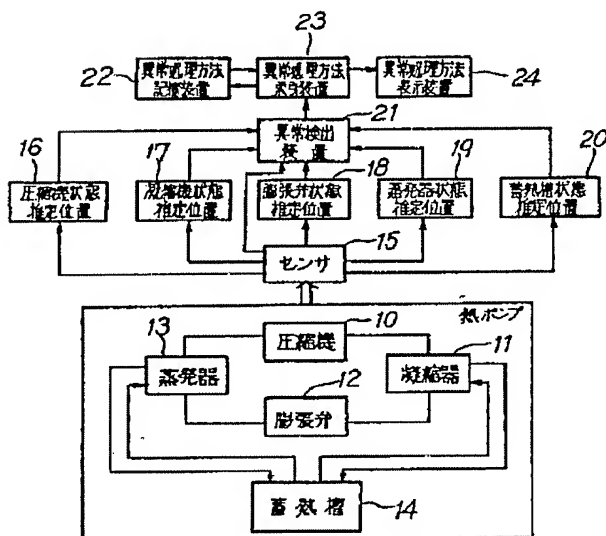 23
22
異常処理方法
記憶装置
異常処理方法
索引装置
異常処理方法
表示装置
24
21
異常検出
装置
16
17
18
19
20
圧縮機状態
推定位置
凝縮機状態
推定位置
膨張弁状態
推定位置
蒸発器状態
推定位置
蓄熱槽状態
推定位置
15
センサ
熱ポンプ
13
10
11
圧縮機
蒸発器
凝縮器
12
膨張弁
蓄熱槽
14